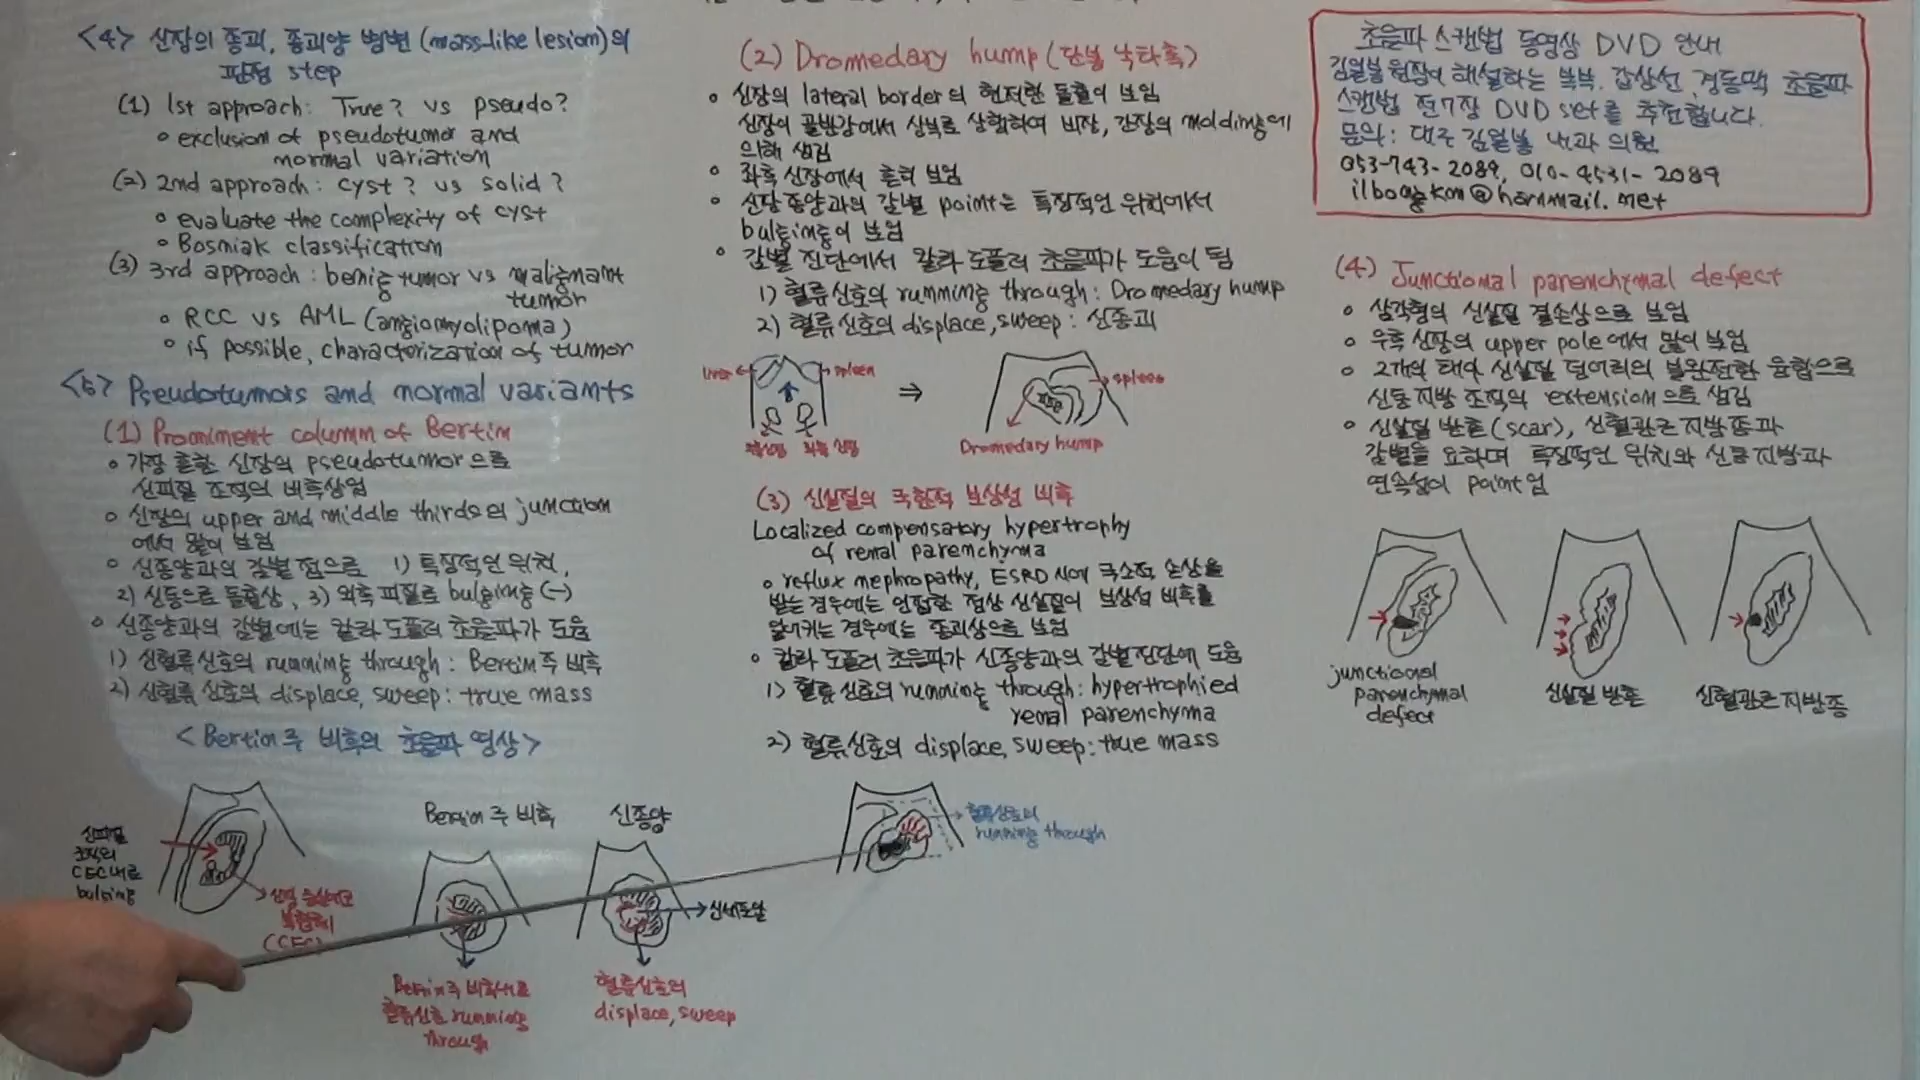 <4> 신장의 종괴, 종괴양 병변 (mass-like lesion)의
판정 step
(1) 1st approach: True? vs pseudo?
◦ exclusion of pseudotumor and
normal variation
(2) 2nd approach: cyst? vs solid?
◦ evaluate the complexity of cyst
◦ Bosniak classification
(3) 3rd approach: benign tumor vs malignant
tumor
◦ RCC vs AML (angiomyolipoma)
◦ if possible, characterization of tumor
<5> Pseudotumors and normal variants
(1) Prominent column of Bertin
◦ 가장 흔한 신장의 pseudotumor으로
신피질 조직의 비후상임
◦ 신장의 upper and middle thirds의 junction
에서 많이 보임
◦ 신종양과의 감별점으로 1) 특징적인 위치,
2) 신동으로 돌출상, 3) 외측 피질로 bulging (-)
◦ 신종양과의 감별에는 칼라 도플러 초음파가 도움
1) 신혈류신호의 running through: Bertin주 비후
2) 신혈류신호의 displace, sweep: true mass
<Bertin주 비후의 초음파 영상>
신피질
조직의
CEC내로
bulging
(CEC)
Bertin주 비후
Bertin주 비후내로
혈류신호 running
through
신종양
혈류신호의
displace, sweep
(2) Dromedary hump (단봉 낙타혹)
◦ 신장의 lateral border의 현저한 돌출이 보임
신장이 골반강에서 상복로 상행하여 비장, 간장의 molding에
의해 생김
◦ 좌측 신장에서 흔히 보임
◦ 신장종양과의 감별 point는 특징적인 위치에서
bulging이 보임
◦ 감별 진단에서 칼라 도플러 초음파가 도움이 됨
1) 혈류신호의 running through: Dromedary hump
2) 혈류신호의 displace, sweep: 신종괴
liver
spleen
⇒
spleen
Dromedary hump
(3) 신실질의 국한적 보상성 비후
Localized compensatory hypertrophy
of renal parenchyma
◦ reflux nephropathy, ESRD시에 국소적 손상을
받는 경우에는 인접한 정상 신실질이 보상성 비후를
일어키는 경우에는 종괴상으로 보임
◦ 칼라 도플러 초음파가 신종양과의 감별진단에 도움
1) 혈류신호의 running through: hypertrophied
renal parenchyma
2) 혈류신호의 displace, sweep: true mass
혈류신호의
running through
초음파 스캔법 동영상 DVD 안내
김일봉 원장이 해설하는 복부, 갑상선, 경동맥 초음파
스캔법 전7장 DVD set를 추천합니다.
문의: 대구 김일봉 내과 의원
053-743-2089, 010-4531-2089
ilbongkim@hanmail.net
(4) Junctional parenchymal defect
◦ 삼각형의 신실질 결손상으로 보임
◦ 우측 신장의 upper pole에서 많이 보임
◦ 2개의 태아 신실질 덩어리의 불완전한 융합으로
신동지방 조직의 extension으로 생김
◦ 신실질 반흔(scar), 신혈관근지방종과
감별을 요하며 특징적인 위치와 신동지방과
연속성이 point임
junctional
parenchymal
defect
신실질 반흔
신혈관근지방종